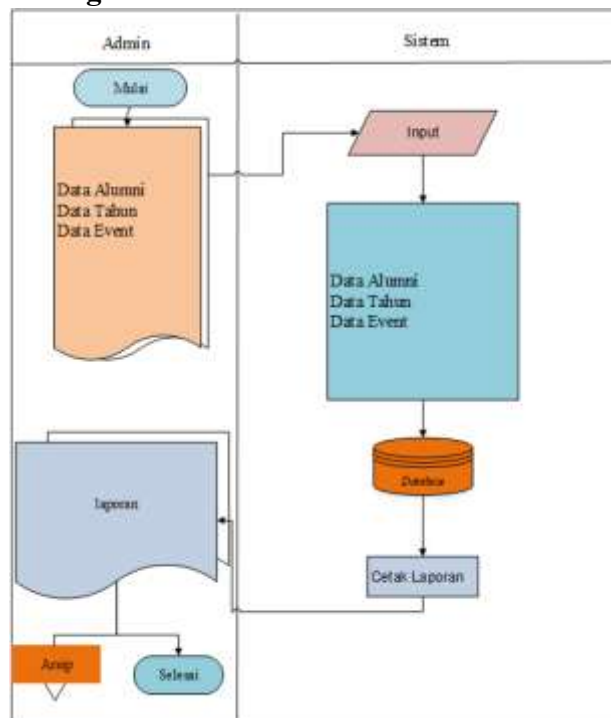 Admin
Sistem
Mulai
Input
Data Alumni
Data Tahun
Data Event
Data Alumni
Data Tahun
Data Event
Database
laporan
Cetak Laporan
Arsip
Selesai